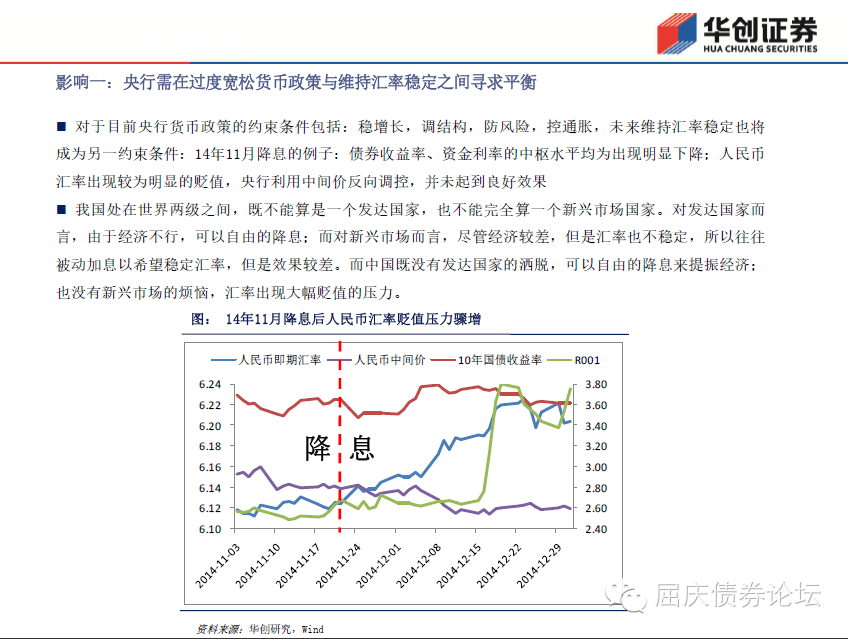 华创证券
HUA CHUANG SECURITIES
影响一：央行需在过度宽松货币政策与维持汇率稳定之间寻求平衡
■ 对于目前央行货币政策的约束条件包括：稳增长，调结构，防风险，控通胀，未来维持汇率稳定也将
成为另一约束条件：14年11月降息的例子：债券收益率、资金利率的中枢水平均为出现明显下降；人民币
汇率出现较为明显的贬值，央行利用中间价反向调控，并未起到良好效果
■ 我国处在世界两级之间，既不能算是一个发达国家，也不能完全算一个新兴市场国家。对发达国家而
言，由于经济不行，可以自由的降息；而对新兴市场而言，尽管经济较差，但是汇率也不稳定，所以往往
被动加息以希望稳定汇率，但是效果较差。而中国既没有发达国家的洒脱，可以自由的降息来提振经济；
也没有新兴市场的烦恼，汇率出现大幅贬值的压力。
图： 14年11月降息后人民币汇率贬值压力骤增
人民币即期汇率 人民币中间价 10年国债收益率 R001
6.24 3.80
6.22 3.60
6.20 3.40
6.18 3.20
6.16 3.00
6.14 2.80
6.12 2.60
6.10 2.40
降 息
2014-11-03 2014-11-10 2014-11-17 2014-11-24 2014-12-01 2014-12-08 2014-12-15 2014-12-22 2014-12-29
屈庆债券论坛
资料来源：华创研究，Wind